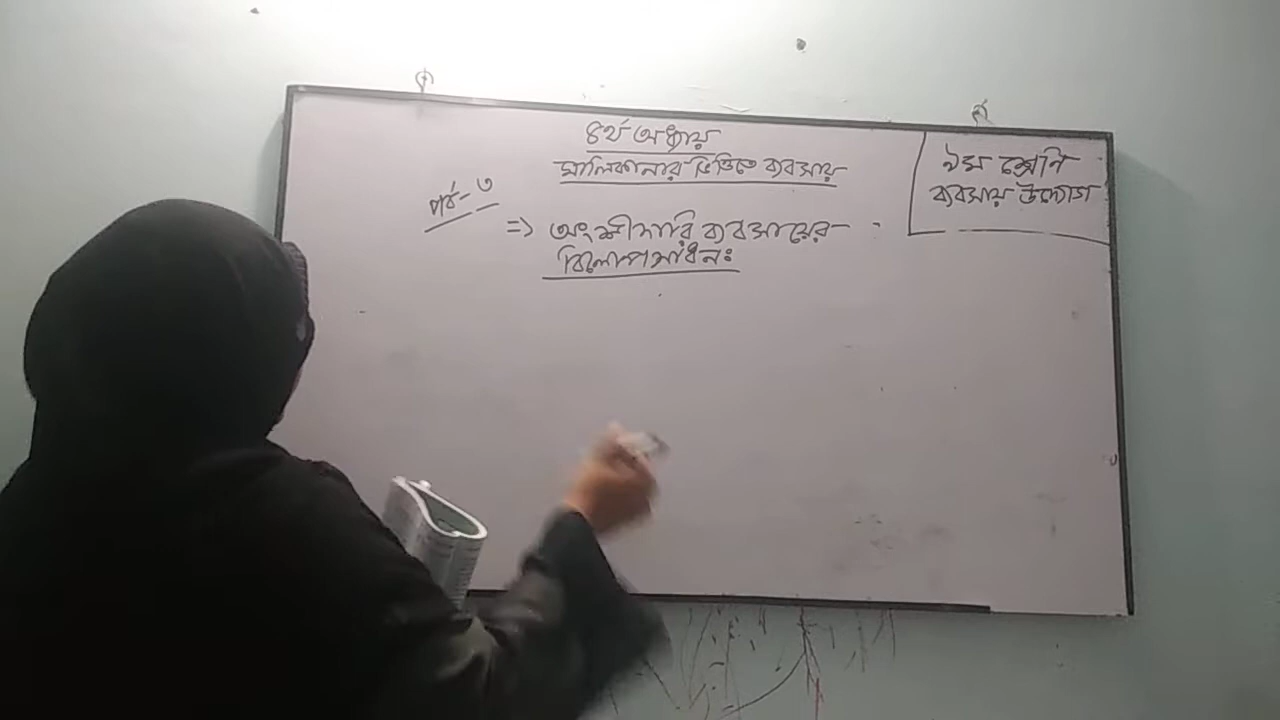 ৪র্থ অধ্যায়
মালিকানার ভিত্তিতে ব্যবসায়
৯ম শ্রেণি
ব্যবসায় উদ্যোগ
পর্ব-৩
=> অংশীদারি ব্যবসায়ের
বিলোপসাধনঃ